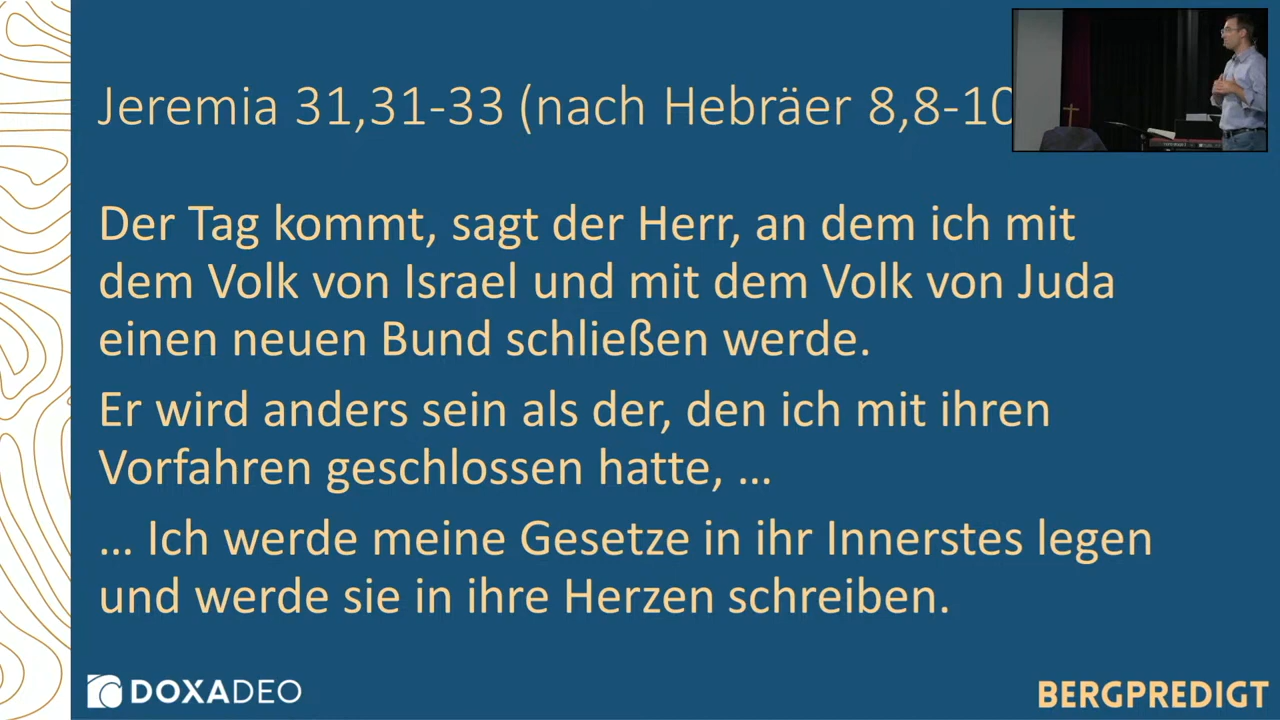 Jeremia 31,31-33 (nach Hebräer 8,8-10
Der Tag kommt, sagt der Herr, an dem ich mit
dem Volk von Israel und mit dem Volk von Juda
einen neuen Bund schließen werde.
Er wird anders sein als der, den ich mit ihren
Vorfahren geschlossen hatte, ...
... Ich werde meine Gesetze in ihr Innerstes legen
und werde sie in ihre Herzen schreiben.
DOXADEO
BERGPREDIGT